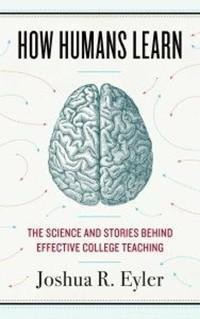 HOW HUMANS LEARN
THE SCIENCE AND STORIES BEHIND
EFFECTIVE COLLEGE TEACHING
Joshua R. Eyler